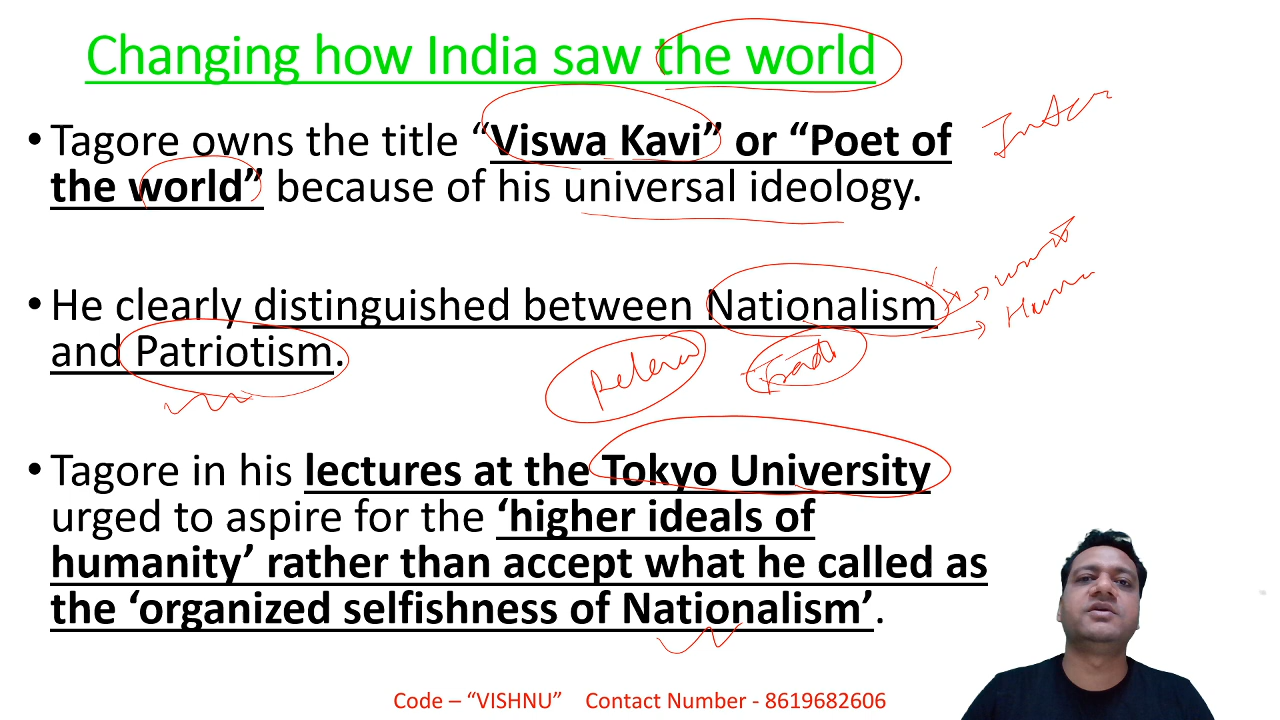 Changing how India saw the world
• Tagore owns the title “Viswa Kavi” or “Poet of
the world” because of his universal ideology.
• He clearly distinguished between Nationalism
and Patriotism.
• Tagore in his lectures at the Tokyo University
urged to aspire for the ‘higher ideals of
humanity’ rather than accept what he called as
the ‘organized selfishness of Nationalism’.
Code – “VISHNU” Contact Number - 8619682606